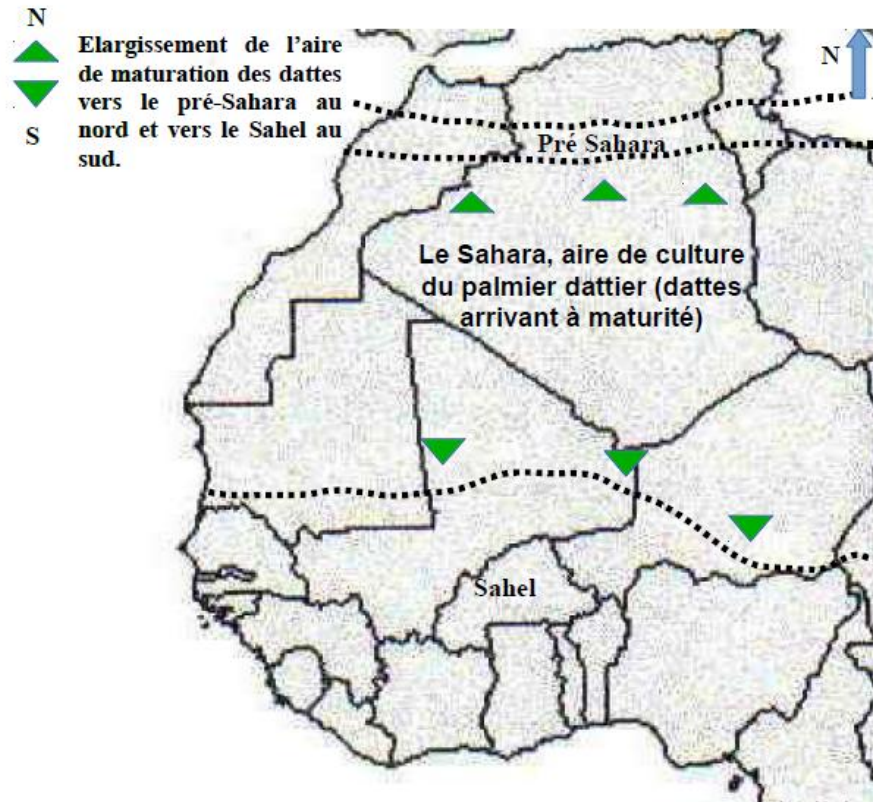 N
Elargissement de l’aire
de maturation des dattes
vers le pré-Sahara au
nord et vers le Sahel au
sud.
S
N
Pré Sahara
Le Sahara, aire de culture
du palmier dattier (dattes
arrivant à maturité)
Sahel